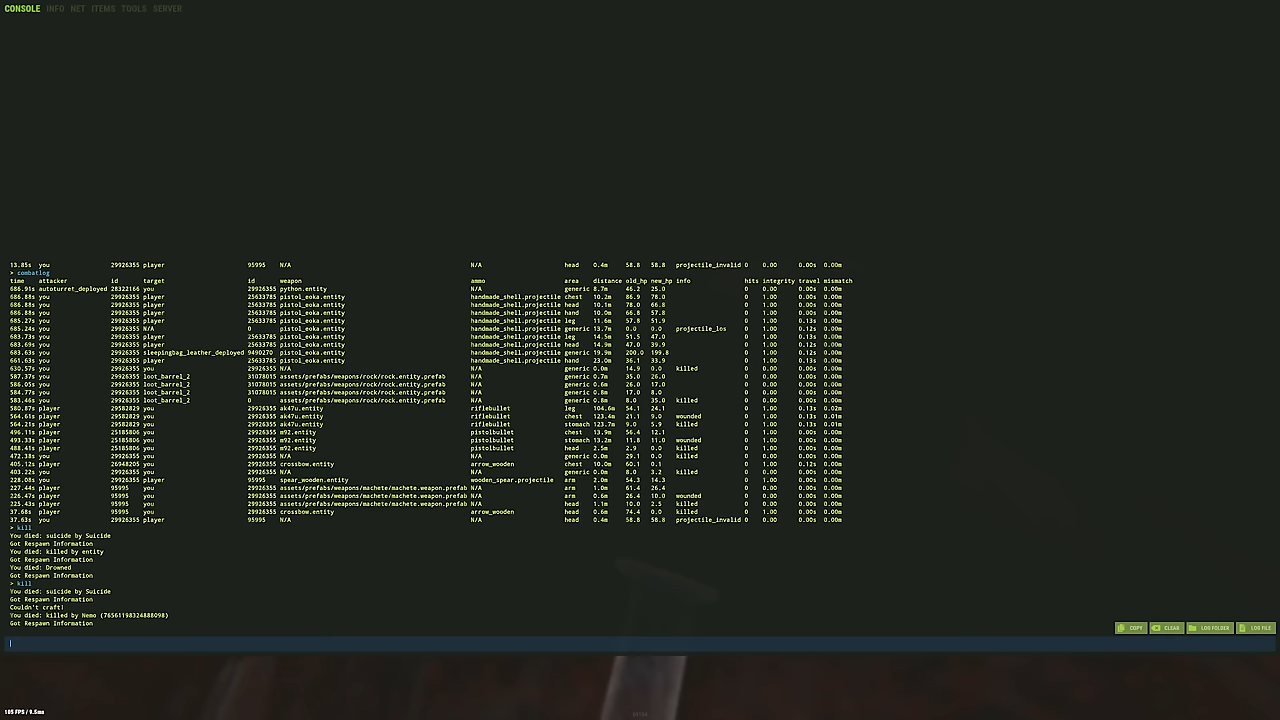 CONSOLE INFO NET ITEMS TOOLS SERVER
13.85s you 29926355 player 95995 N/A N/A head 0.4m 58.8 58.8 projectile_invalid 0 0.00 0.00s 0.00m
> combatlog
time attacker id target id weapon ammo area distance old_hp new_hp info hits integrity travel mismatch
686.91s autoturret_deployed 28322166 you 29926355 python.entity N/A generic 8.7m 46.2 25.0 0 1.00 0.00s 0.00m
686.88s you 29926355 player 25633785 pistol_eoka.entity handmade_shell.projectile chest 10.2m 86.9 78.0 0 1.00 0.00s 0.00m
686.88s you 29926355 player 25633785 pistol_eoka.entity handmade_shell.projectile head 10.1m 78.0 66.8 0 1.00 0.00s 0.00m
686.88s you 29926355 player 25633785 pistol_eoka.entity handmade_shell.projectile hand 10.0m 66.8 57.8 0 1.00 0.00s 0.00m
685.27s you 29926355 player 25633785 pistol_eoka.entity handmade_shell.projectile leg 11.6m 57.8 51.9 0 1.00 0.13s 0.00m
685.24s you 29926355 N/A 0 pistol_eoka.entity handmade_shell.projectile generic 13.7m 0.0 0.0 projectile_los 0 1.00 0.12s 0.00m
683.73s you 29926355 player 25633785 pistol_eoka.entity handmade_shell.projectile leg 14.5m 51.5 47.0 0 1.00 0.13s 0.00m
683.69s you 29926355 player 25633785 pistol_eoka.entity handmade_shell.projectile head 14.9m 47.0 39.9 0 1.00 0.12s 0.00m
683.63s you 29926355 sleepingbag_leather_deployed 9490270 pistol_eoka.entity handmade_shell.projectile generic 19.9m 200.0 199.8 0 1.00 0.12s 0.00m
661.63s you 29926355 player 25633785 pistol_eoka.entity handmade_shell.projectile hand 23.0m 36.1 33.9 0 1.00 0.12s 0.00m
630.57s you 29926355 you 29926355 N/A N/A generic 0.0m 14.9 0.0 killed 0 1.00 0.00s 0.00m
587.37s you 29926355 loot_barrel_2 31078015 assets/prefabs/weapons/rock/rock.entity.prefab N/A generic 0.7m 35.0 26.0 0 1.00 0.00s 0.00m
586.05s you 29926355 loot_barrel_2 31078015 assets/prefabs/weapons/rock/rock.entity.prefab N/A generic 0.6m 26.0 17.0 0 1.00 0.00s 0.00m
584.77s you 29926355 loot_barrel_2 31078015 assets/prefabs/weapons/rock/rock.entity.prefab N/A generic 0.8m 17.0 8.0 0 1.00 0.00s 0.00m
583.46s you 29926355 loot_barrel_2 0 assets/prefabs/weapons/rock/rock.entity.prefab N/A generic 0.8m 8.0 35.0 killed 0 1.00 0.00s 0.00m
580.87s player 29582829 you 29926355 ak47u.entity riflebullet leg 104.6m 54.1 24.1 0 1.00 0.13s 0.02m
564.61s player 29582829 you 29926355 ak47u.entity riflebullet chest 123.4m 21.1 9.0 wounded 0 1.00 0.13s 0.01m
564.21s player 29582829 you 29926355 ak47u.entity riflebullet stomach 123.7m 9.0 5.9 killed 0 1.00 0.13s 0.01m
496.11s player 25185806 you 29926355 m92.entity pistolbullet chest 13.9m 56.4 12.1 0 1.00 0.00s 0.00m
493.33s player 25185806 you 29926355 m92.entity pistolbullet stomach 13.2m 11.8 11.0 wounded 0 1.00 0.00s 0.00m
488.41s player 25185806 you 29926355 m92.entity pistolbullet head 2.5m 2.9 0.0 killed 0 1.00 0.00s 0.00m
472.38s you 29926355 you 29926355 N/A N/A generic 0.0m 29.1 0.0 killed 0 1.00 0.00s 0.00m
405.12s player 26948205 you 29926355 crossbow.entity arrow_wooden chest 10.0m 60.1 0.1 0 1.00 0.12s 0.00m
403.22s you 29926355 you 29926355 N/A N/A generic 0.0m 8.0 3.2 killed 0 1.00 0.00s 0.00m
228.08s you 29926355 player 95995 spear_wooden.entity wooden_spear.projectile arm 2.0m 54.3 14.3 0 1.00 0.00s 0.00m
227.44s player 95995 you 29926355 assets/prefabs/weapons/machete/machete.weapon.prefab N/A arm 1.0m 61.4 26.4 0 1.00 0.00s 0.00m
226.47s player 95995 you 29926355 assets/prefabs/weapons/machete/machete.weapon.prefab N/A arm 0.6m 26.4 10.0 wounded 0 1.00 0.00s 0.00m
225.43s player 95995 you 29926355 assets/prefabs/weapons/machete/machete.weapon.prefab N/A head 1.1m 10.0 2.5 killed 0 1.00 0.00s 0.00m
37.68s player 95995 you 29926355 crossbow.entity arrow_wooden head 0.6m 74.4 0.0 killed 0 1.00 0.00s 0.00m
37.63s you 29926355 player 95995 N/A N/A head 0.4m 58.8 58.8 projectile_invalid 0 0.00 0.00s 0.00m
> kill
You died: suicide by Suicide
Got Respawn Information
You died: killed by entity
Got Respawn Information
You died: Drowned
Got Respawn Information
> kill
You died: suicide by Suicide
Got Respawn Information
Couldn't craft!
You died: killed by Nemo (76561198324888098)
Got Respawn Information
COPY CLEAR LOG FOLDER LOG FILE
105 FPS / 9.5ms